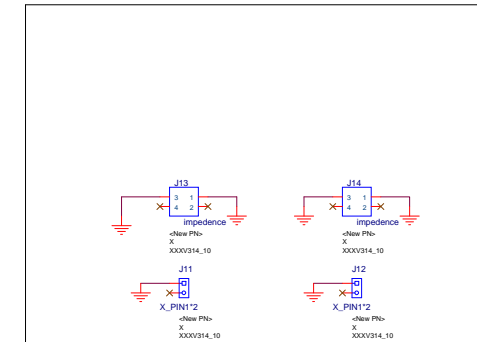 J13
3 1
4 2
impedence
<New PN>
X
XXXV314_10
J14
3 1
4 2
impedence
<New PN>
X
XXXV314_10
J11
X_PIN1*2
<New PN>
X
XXXV314_10
J12
X_PIN1*2
<New PN>
X
XXXV314_10